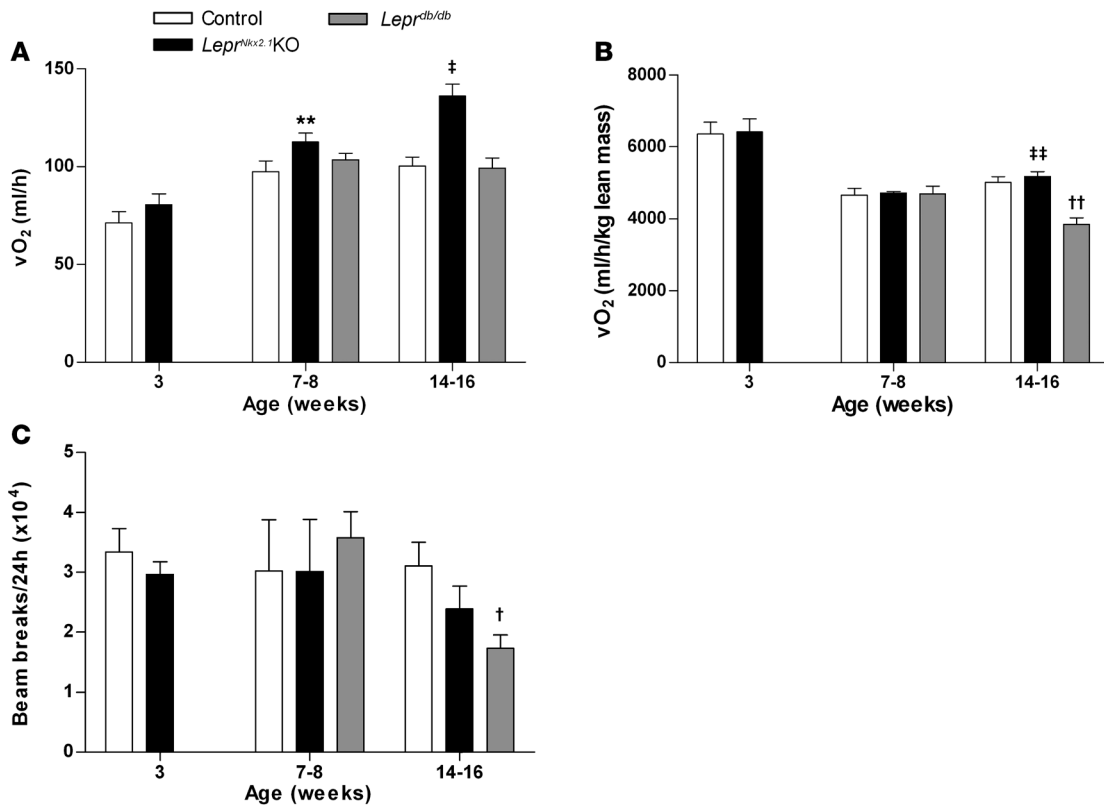 Control
Lepr^db/db
Lepr^Nkx2.1KO
A
150
100
50
0
vO₂ (ml/h)
**
‡
3
7-8
14-16
Age (weeks)
B
8000
6000
4000
2000
0
vO₂ (ml/h/kg lean mass)
‡‡
††
3
7-8
14-16
Age (weeks)
C
5
4
3
2
1
0
Beam breaks/24h (x10⁴)
†
3
7-8
14-16
Age (weeks)